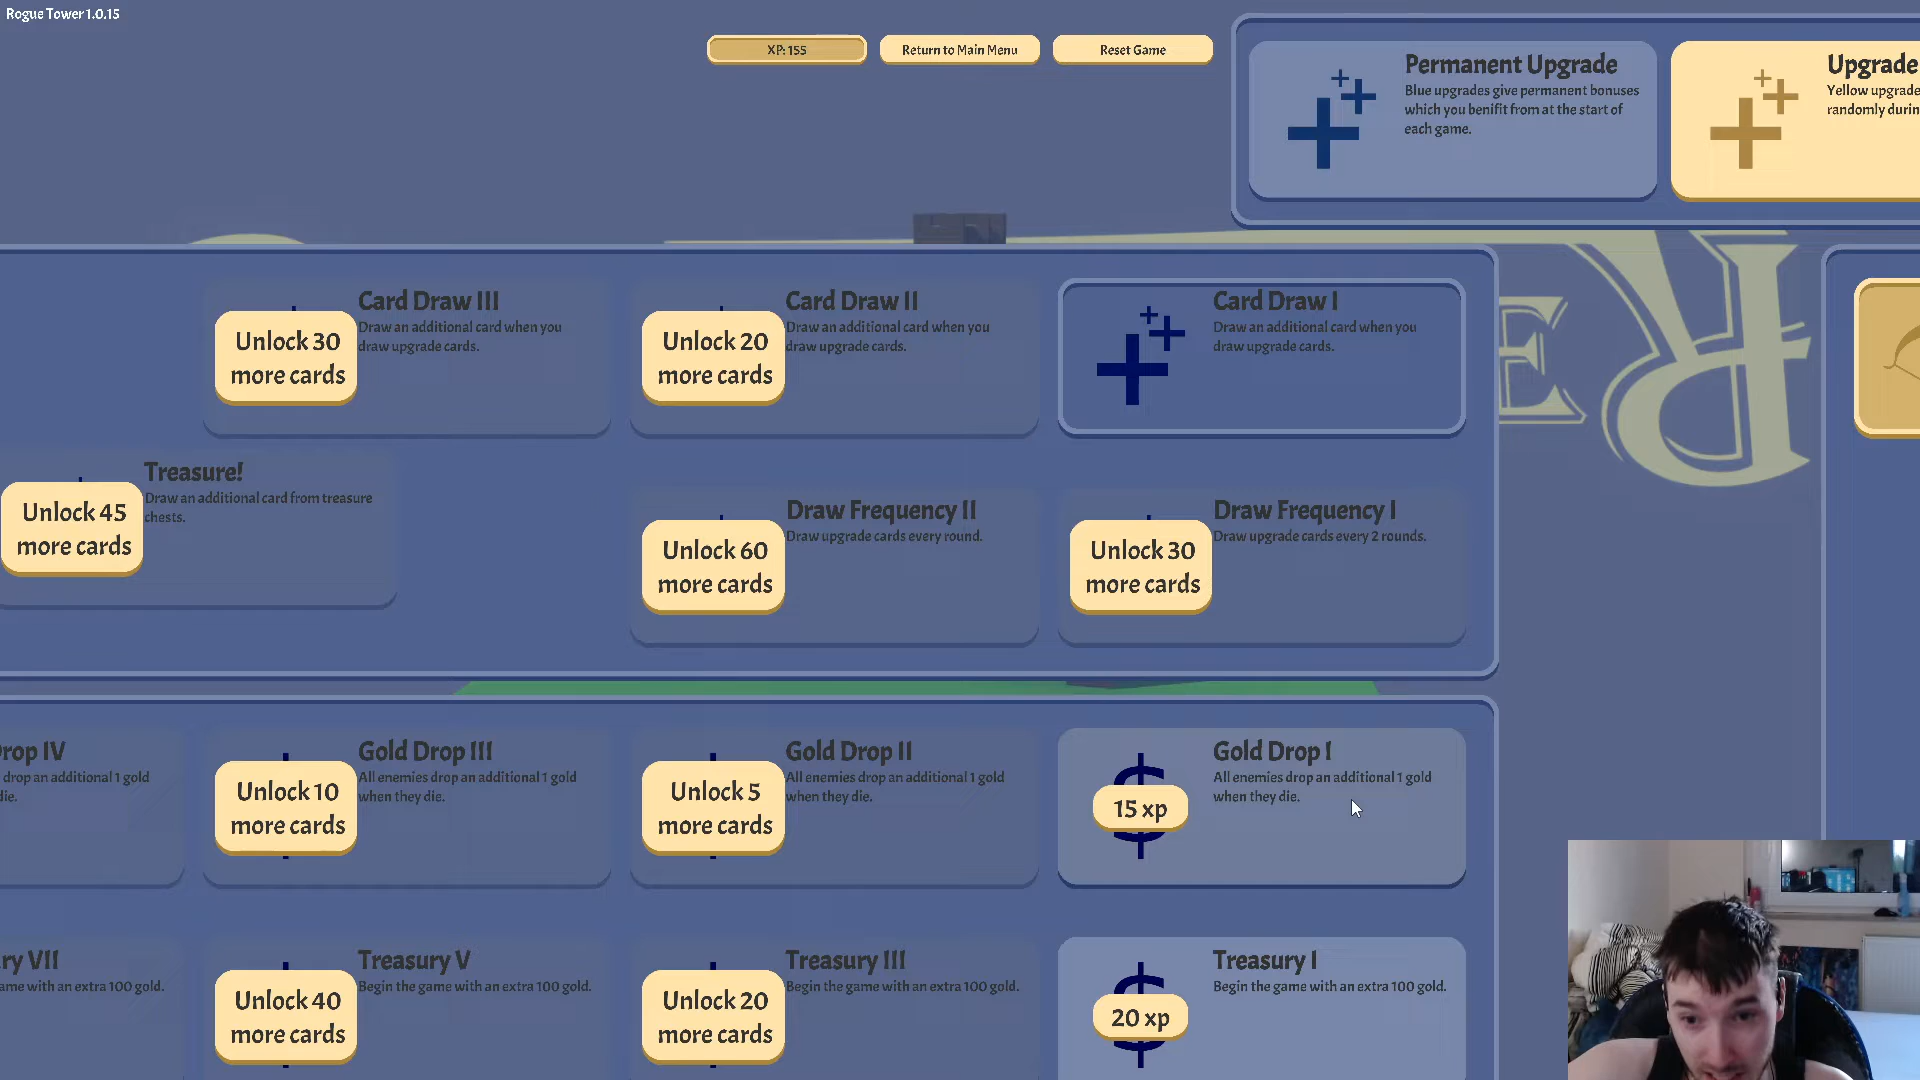 Rogue Tower 1.0.15
XP: 155
Return to Main Menu
Reset Game
Permanent Upgrade
Blue upgrades give permanent bonuses
which you benifit from at the start of
each game.
Upgrade
Yellow upgrade
randomly durin
Card Draw III
Draw an additional card when you
draw upgrade cards.
Unlock 30
more cards
Card Draw II
Draw an additional card when you
draw upgrade cards.
Unlock 20
more cards
Card Draw I
Draw an additional card when you
draw upgrade cards.
ER
Treasure!
Draw an additional card from treasure
chests.
Unlock 45
more cards
Draw Frequency II
Draw upgrade cards every round.
Unlock 60
more cards
Draw Frequency I
Draw upgrade cards every 2 rounds.
Unlock 30
more cards
rop IV
drop an additional 1 gold
ie.
Gold Drop III
All enemies drop an additional 1 gold
when they die.
Unlock 10
more cards
Gold Drop II
All enemies drop an additional 1 gold
when they die.
Unlock 5
more cards
Gold Drop I
All enemies drop an additional 1 gold
when they die.
15 xp
ry VII
ame with an extra 100 gold.
Treasury V
Begin the game with an extra 100 gold.
Unlock 40
more cards
Treasury III
Begin the game with an extra 100 gold.
Unlock 20
more cards
Treasury I
Begin the game with an extra 100 gold.
20 xp